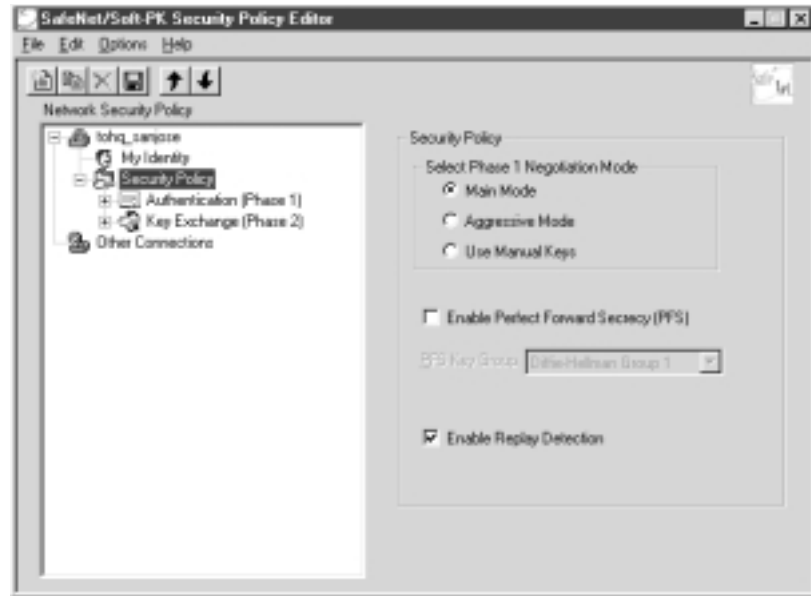 SafeNet/Soft-PK Security Policy Editor
File Edit Options Help
Network Security Policy
tohq_sanjose
My Identity
Security Policy
Authentication (Phase 1)
Key Exchange (Phase 2)
Other Connections
Security Policy
Select Phase 1 Negotiation Mode
Main Mode
Aggressive Mode
Use Manual Keys
Enable Perfect Forward Secrecy (PFS)
PFS Key Group Diffie-Hellman Group 1
Enable Replay Detection